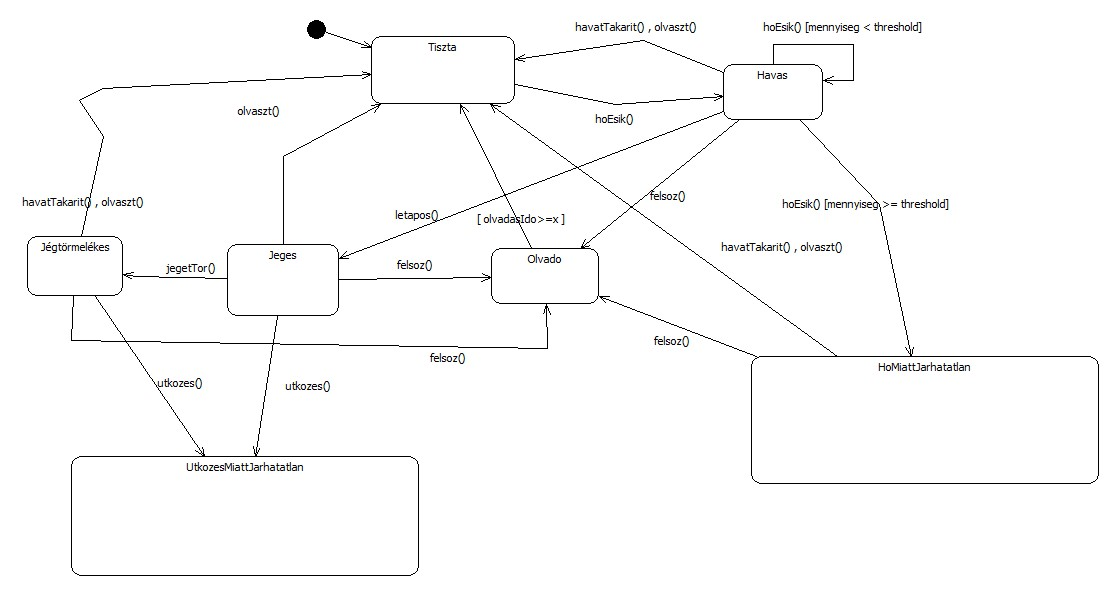 havatTakarit() , olvaszt()
hoEsik() [mennyiseg < threshold]
Tiszta
Havas
olvaszt()
hoEsik()
havatTakarit() , olvaszt()
letapos()
[ olvadasIdo>=x ]
felsoz()
hoEsik() [mennyiseg >= threshold]
Jégtörmelékes
Jeges
Olvado
havatTakarit() , olvaszt()
jegetTor()
felsoz()
felsoz()
felsoz()
HoMiattJarhatatlan
utkozes()
utkozes()
UtkozesMiattJarhatatlan